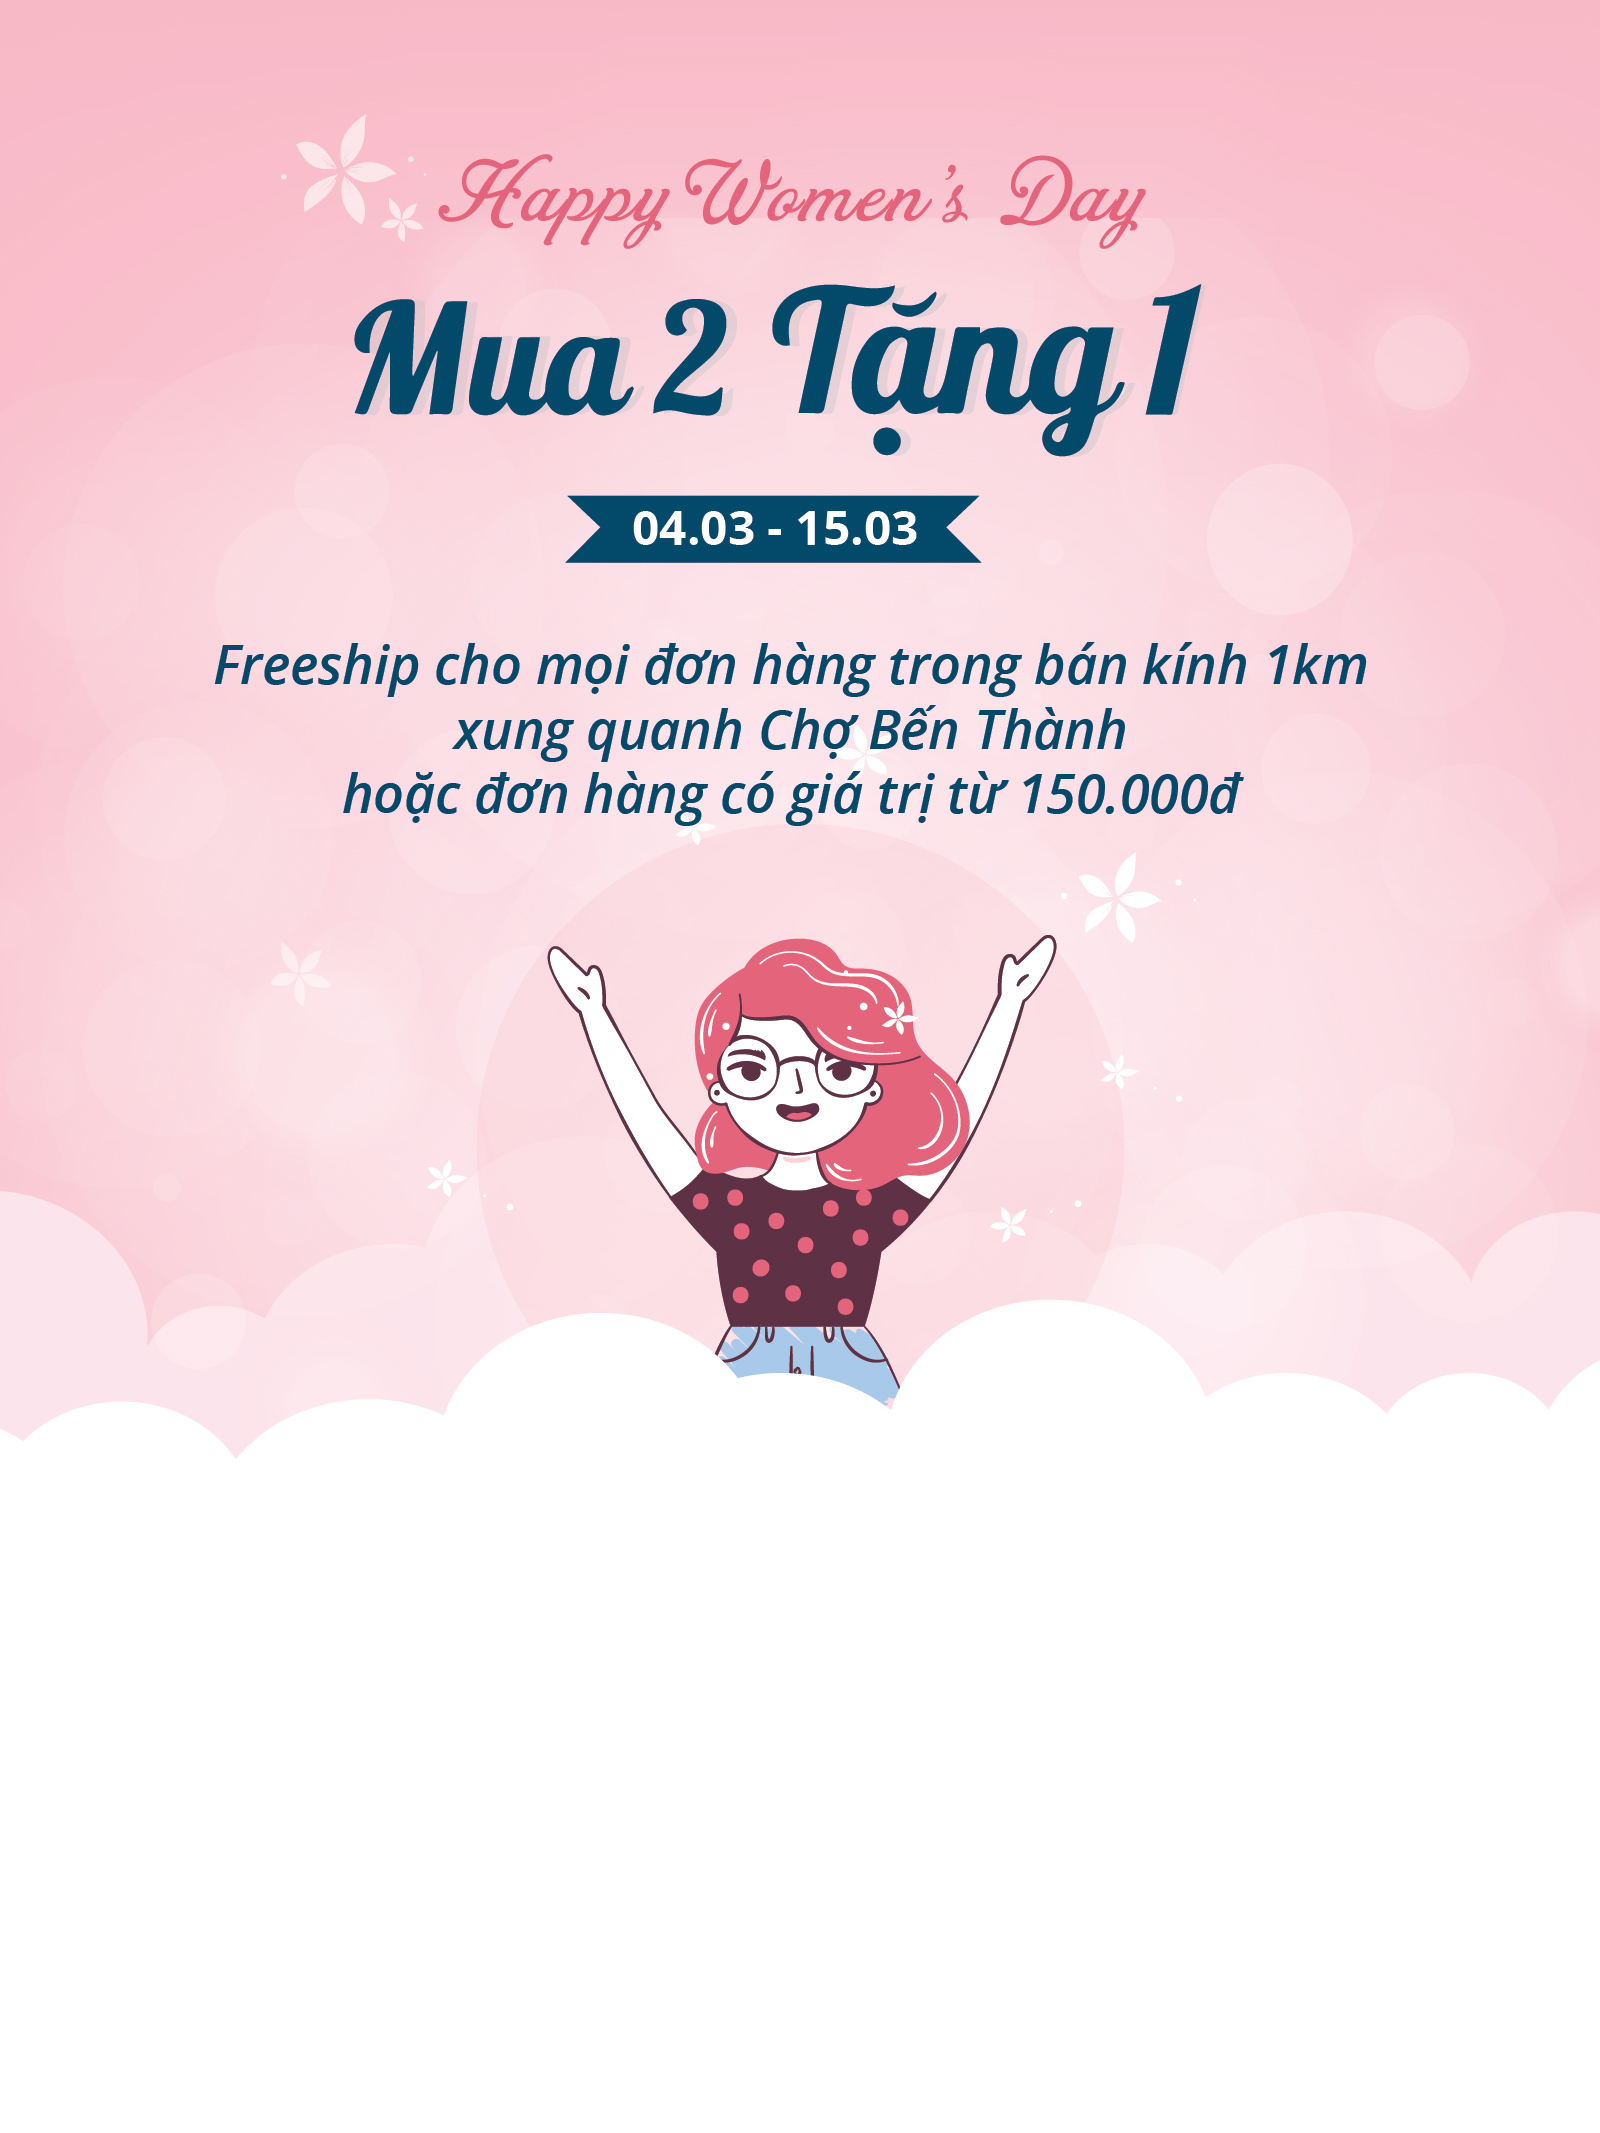 Happy Women's Day
Mua 2 Tặng 1
04.03 - 15.03
Freeship cho mọi đơn hàng trong bán kính 1km
xung quanh Chợ Bến Thành
hoặc đơn hàng có giá trị từ 150.000đ